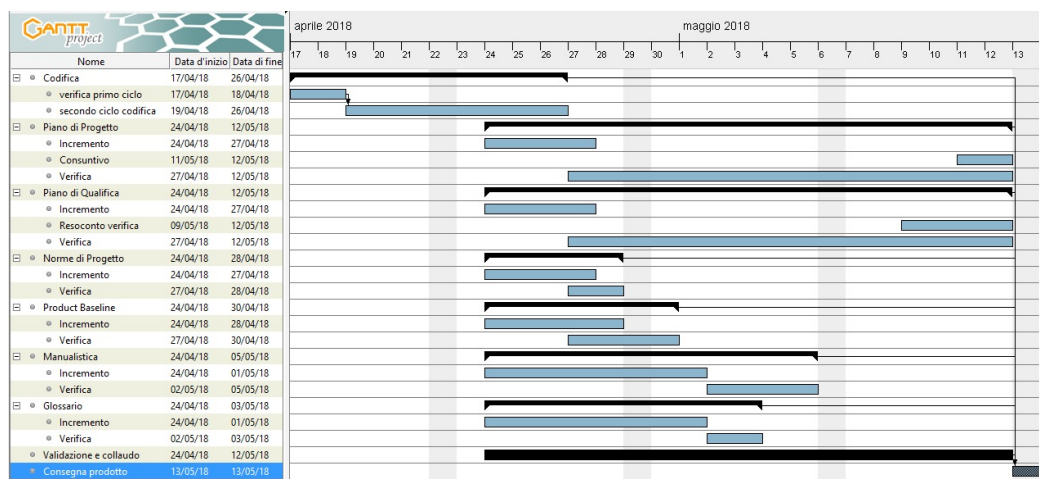 GANTT
project
aprile 2018 maggio 2018
17 18 19 20 21 22 23 24 25 26 27 28 29 30 1 2 3 4 5 6 7 8 9 10 11 12 13
Nome Data d'inizio Data di fine
Codifica 17/04/18 26/04/18
verifica primo ciclo 17/04/18 18/04/18
secondo ciclo codifica 19/04/18 26/04/18
Piano di Progetto 24/04/18 12/05/18
Incremento 24/04/18 27/04/18
Consuntivo 11/05/18 12/05/18
Verifica 27/04/18 12/05/18
Piano di Qualifica 24/04/18 12/05/18
Incremento 24/04/18 27/04/18
Resoconto verifica 09/05/18 12/05/18
Verifica 27/04/18 12/05/18
Norme di Progetto 24/04/18 28/04/18
Incremento 24/04/18 27/04/18
Verifica 27/04/18 28/04/18
Product Baseline 24/04/18 30/04/18
Incremento 24/04/18 28/04/18
Verifica 27/04/18 30/04/18
Manualistica 24/04/18 05/05/18
Incremento 24/04/18 01/05/18
Verifica 02/05/18 05/05/18
Glossario 24/04/18 03/05/18
Incremento 24/04/18 01/05/18
Verifica 02/05/18 03/05/18
Validazione e collaudo 24/04/18 12/05/18
Consegna prodotto 13/05/18 13/05/18